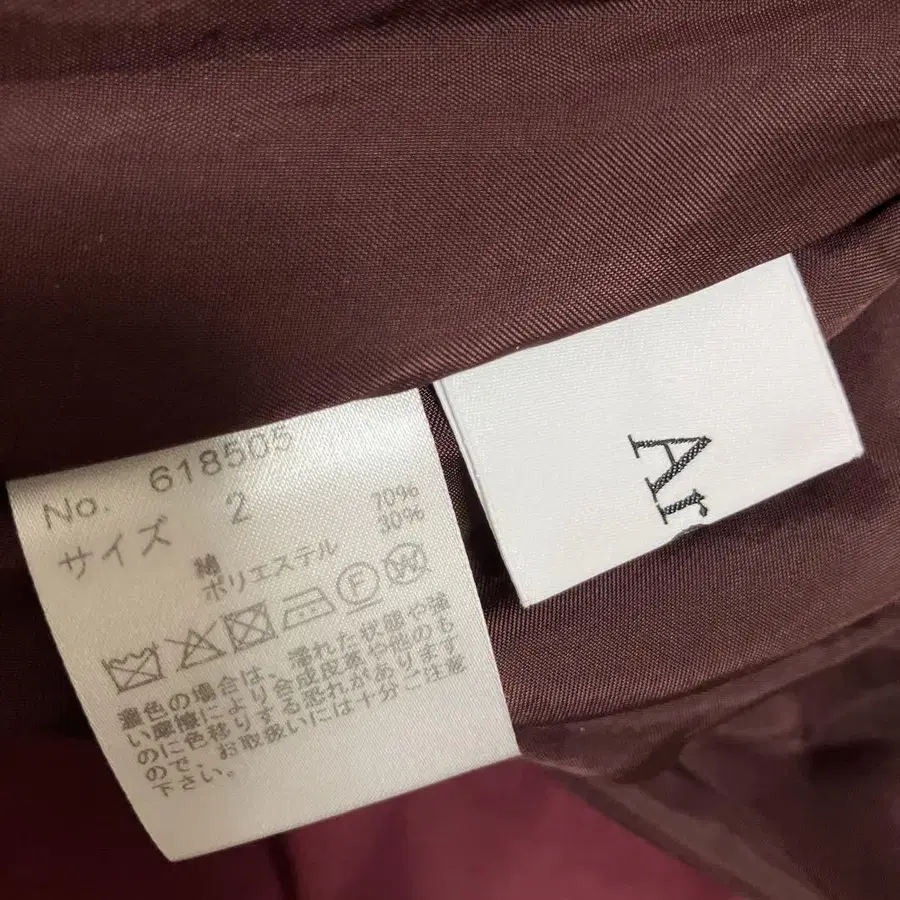 No. 618505
サイズ 2
綿 70%
ポリエステル 30%
F W
濃色の場合は、濡れた状態や強
い摩擦により合成皮革や他のも
のに色移りする恐れがあります
ので、お取扱いには十分ご注意
下さい。
Ar